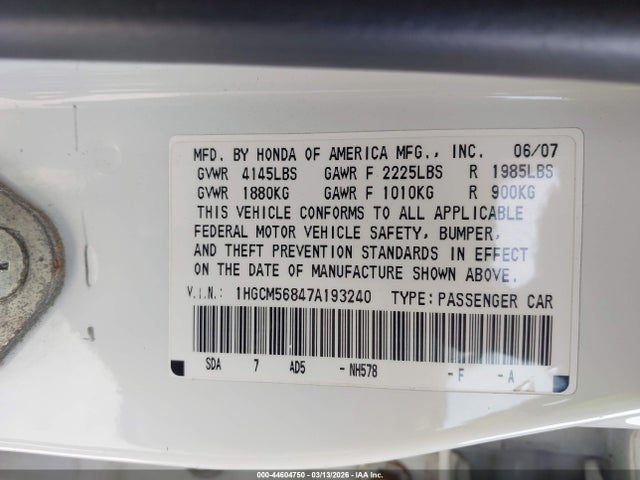 MFD. BY HONDA OF AMERICA MFG., INC. 06/07
GVWR 4145LBS GAWR F 2225LBS R 1985LBS
GVWR 1880KG GAWR F 1010KG R 900KG
THIS VEHICLE CONFORMS TO ALL APPLICABLE
FEDERAL MOTOR VEHICLE SAFETY, BUMPER,
AND THEFT PREVENTION STANDARDS IN EFFECT
ON THE DATE OF MANUFACTURE SHOWN ABOVE.
V.I.N.: 1HGCM56847A193240 TYPE: PASSENGER CAR
SDA 7 AD5 - NH578 - F - A
000-44604750 | 03/13/2026 | IAA Inc.